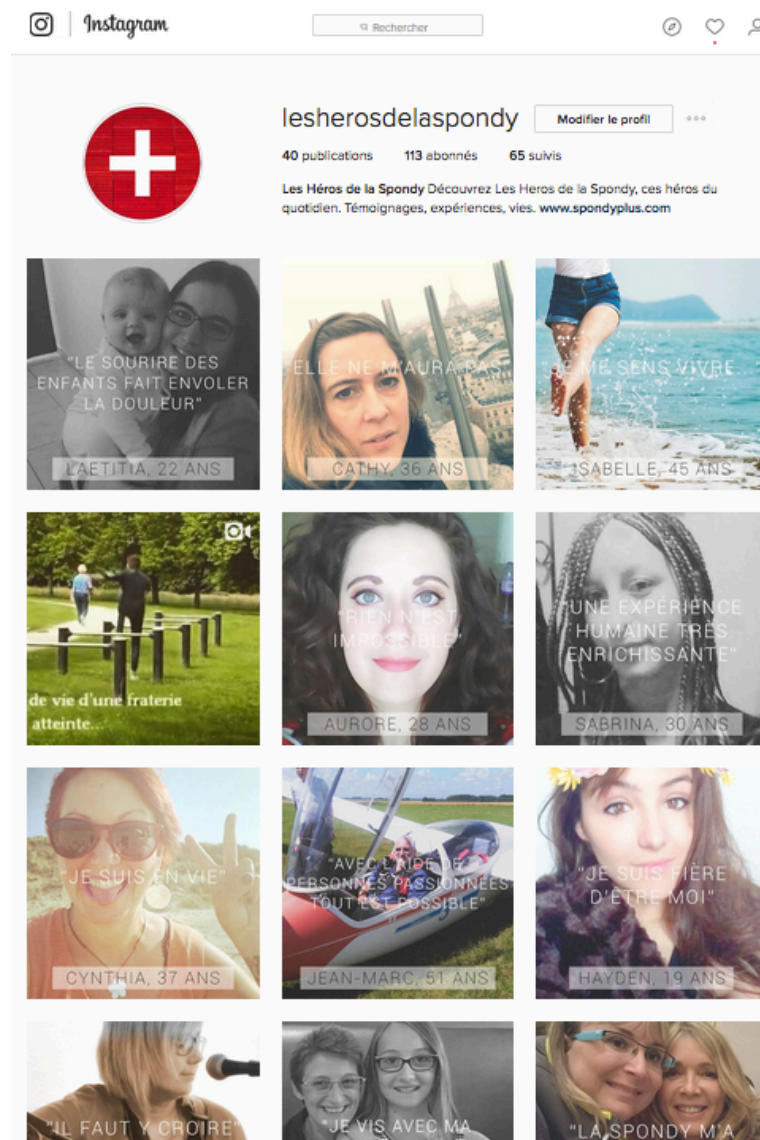 Instagram
Rechercher
lesherosdelaspondy
Modifier le profil
40 publications 113 abonnés 65 suivis
Les Héros de la Spondy Découvrez Les Heros de la Spondy, ces héros du
quotidien. Témoignages, expériences, vies. www.spondyplus.com
"LE SOURIRE DES
ENFANTS FAIT ENVOLER
LA DOULEUR"
LAETITIA, 22 ANS
ELLE NE M'AURA PAS
CATHY, 36 ANS
"JE ME SENS VIVRE
ISABELLE, 45 ANS
de vie d'une fraterie
atteinte...
"RIEN N'EST
IMPOSSIBLE"
AURORE, 28 ANS
"UNE EXPÉRIENCE
HUMAINE TRÈS
ENRICHISSANTE"
SABRINA, 30 ANS
"JE SUIS EN VIE"
CYNTHIA, 37 ANS
"AVEC L'AIDE DE
PERSONNES PASSIONNÉES
TOUT EST POSSIBLE"
JEAN-MARC, 51 ANS
"JE SUIS FIÈRE
D'ÊTRE MOI"
HAYDEN, 19 ANS
"IL FAUT Y CROIRE"
"JE VIS AVEC MA
"LA SPONDY M'A